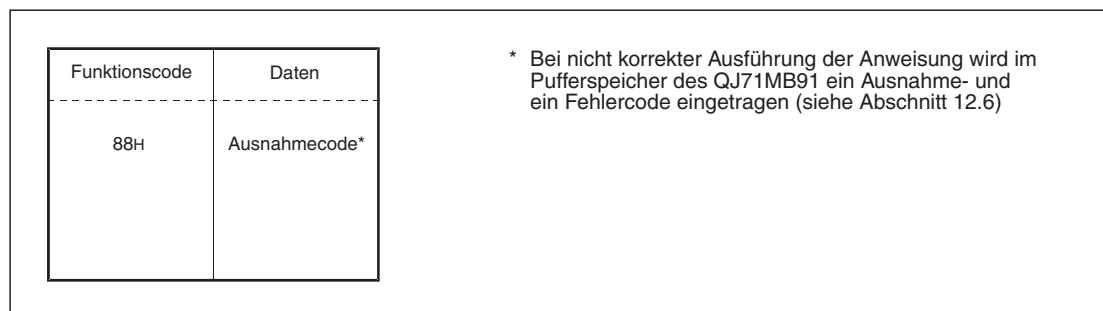 Funktionscode Daten
88H Ausnahmecode*
* Bei nicht korrekter Ausführung der Anweisung wird im
Pufferspeicher des QJ71MB91 ein Ausnahme- und
ein Fehlercode eingetragen (siehe Abschnitt 12.6)